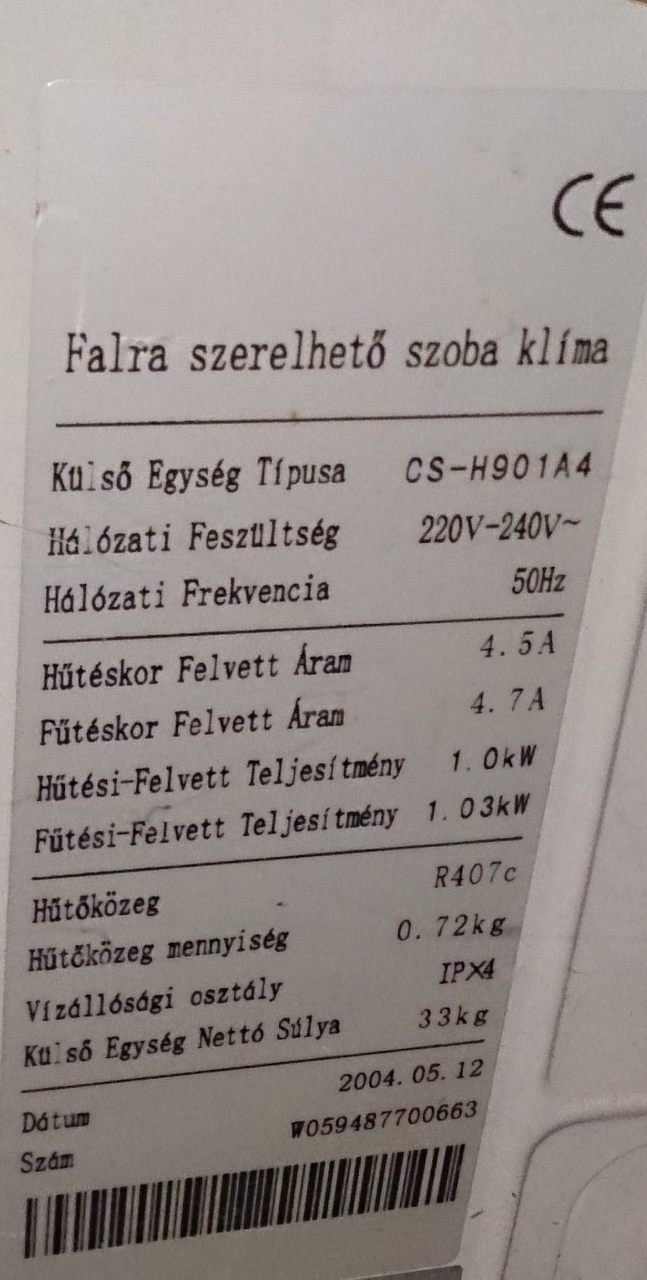 CE
Falra szerelhető szoba klíma
Külső Egység Típusa CS-H901A4
Hálózati Feszültség 220V-240V~
Hálózati Frekvencia 50Hz
Hűtéskor Felvett Áram 4.5A
Fűtéskor Felvett Áram 4.7A
Hűtési-Felvett Teljesítmény 1.0kW
Fűtési-Felvett Teljesítmény 1.03kW
Hűtőközeg R407c
Hűtőközeg mennyiség 0.72kg
Vízállósági osztály IPX4
Külső Egység Nettó Súlya 33kg
Dátum 2004.05.12
Szám W059487700663